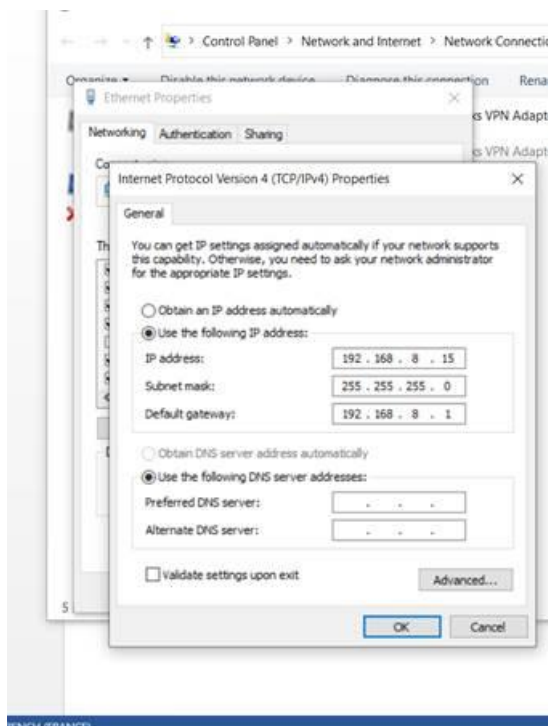 Control Panel > Network and Internet > Network Connectio
Organize Disable this network device Diagnose this connection Rena
Ethernet Properties
VPN Adapt
Networking Authentication Sharing
VPN Adapt
Internet Protocol Version 4 (TCP/IPv4) Properties
General
You can get IP settings assigned automatically if your network supports
this capability. Otherwise, you need to ask your network administrator
for the appropriate IP settings.
Obtain an IP address automatically
Use the following IP address:
IP address: 192 . 168 . 8 . 15
Subnet mask: 255 . 255 . 255 . 0
Default gateway: 192 . 168 . 8 . 1
Obtain DNS server address automatically
Use the following DNS server addresses:
Preferred DNS server: . . .
Alternate DNS server: . . .
Validate settings upon exit
Advanced...
5
OK Cancel